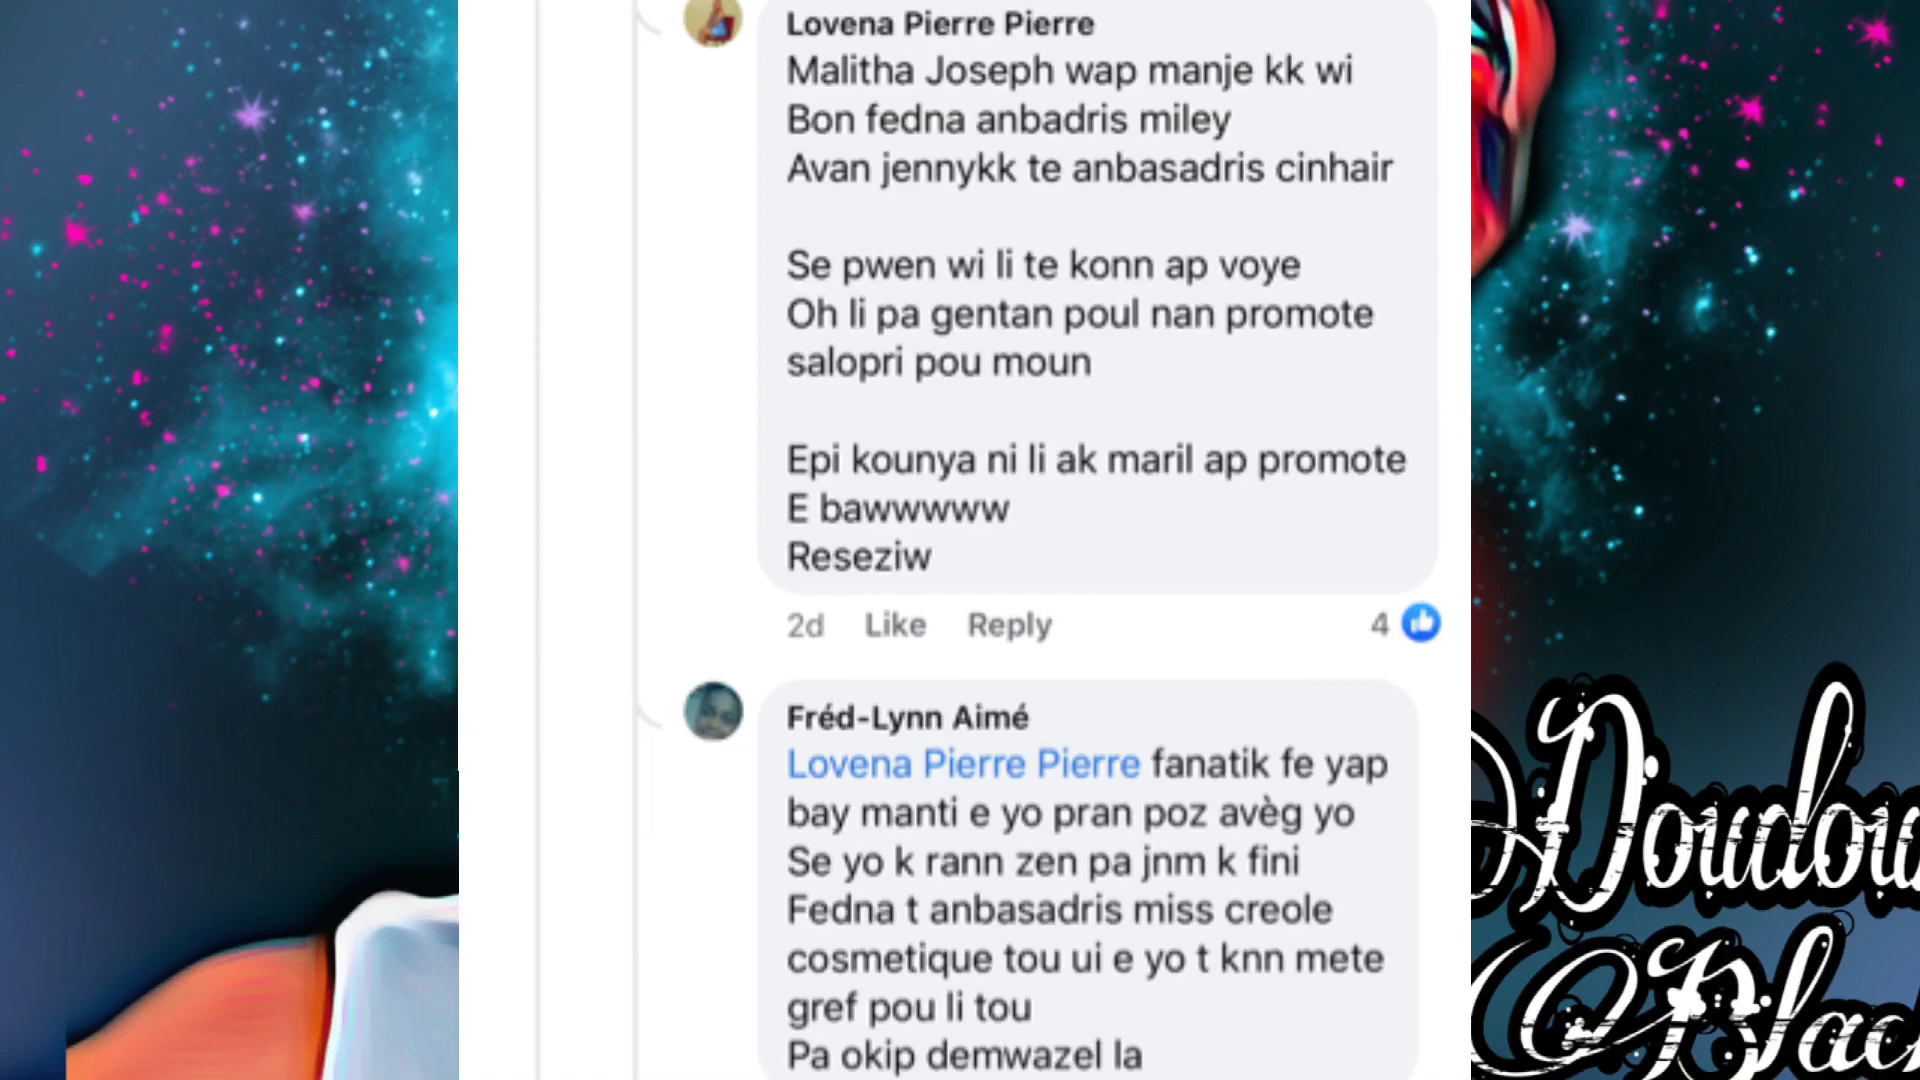 Lovena Pierre Pierre
Malitha Joseph wap manje kk wi
Bon fedna anbadris miley
Avan jennykk te anbasadris cinhair
Se pwen wi li te konn ap voye
Oh li pa gentan poul nan promote
salopri pou moun
Epi kounya ni li ak maril ap promote
E bawwwww
Reseziw
2d Like Reply 4
Fréd-Lynn Aimé
Lovena Pierre Pierre fanatik fe yap
bay manti e yo pran poz avèg yo
Se yo k rann zen pa jnm k fini
Fedna t anbasadris miss creole
cosmetique tou ui e yo t knn mete
gref pou li tou
Pa okip demwazel la
Doudou
Black